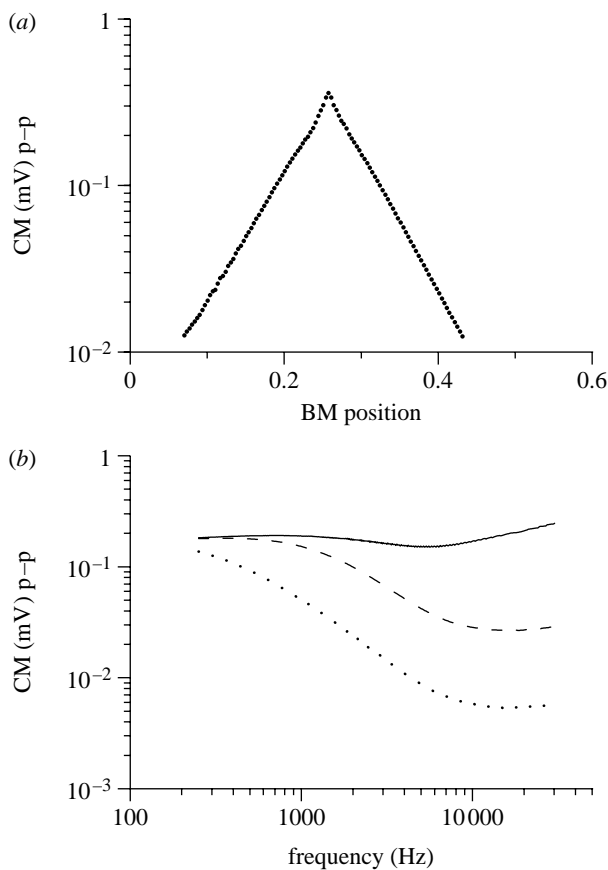 (a)
1
10⁻¹
10⁻²
CM (mV) p–p
0
0.2
0.4
0.6
BM position
(b)
1
10⁻¹
10⁻²
10⁻³
CM (mV) p–p
100
1000
10 000
frequency (Hz)